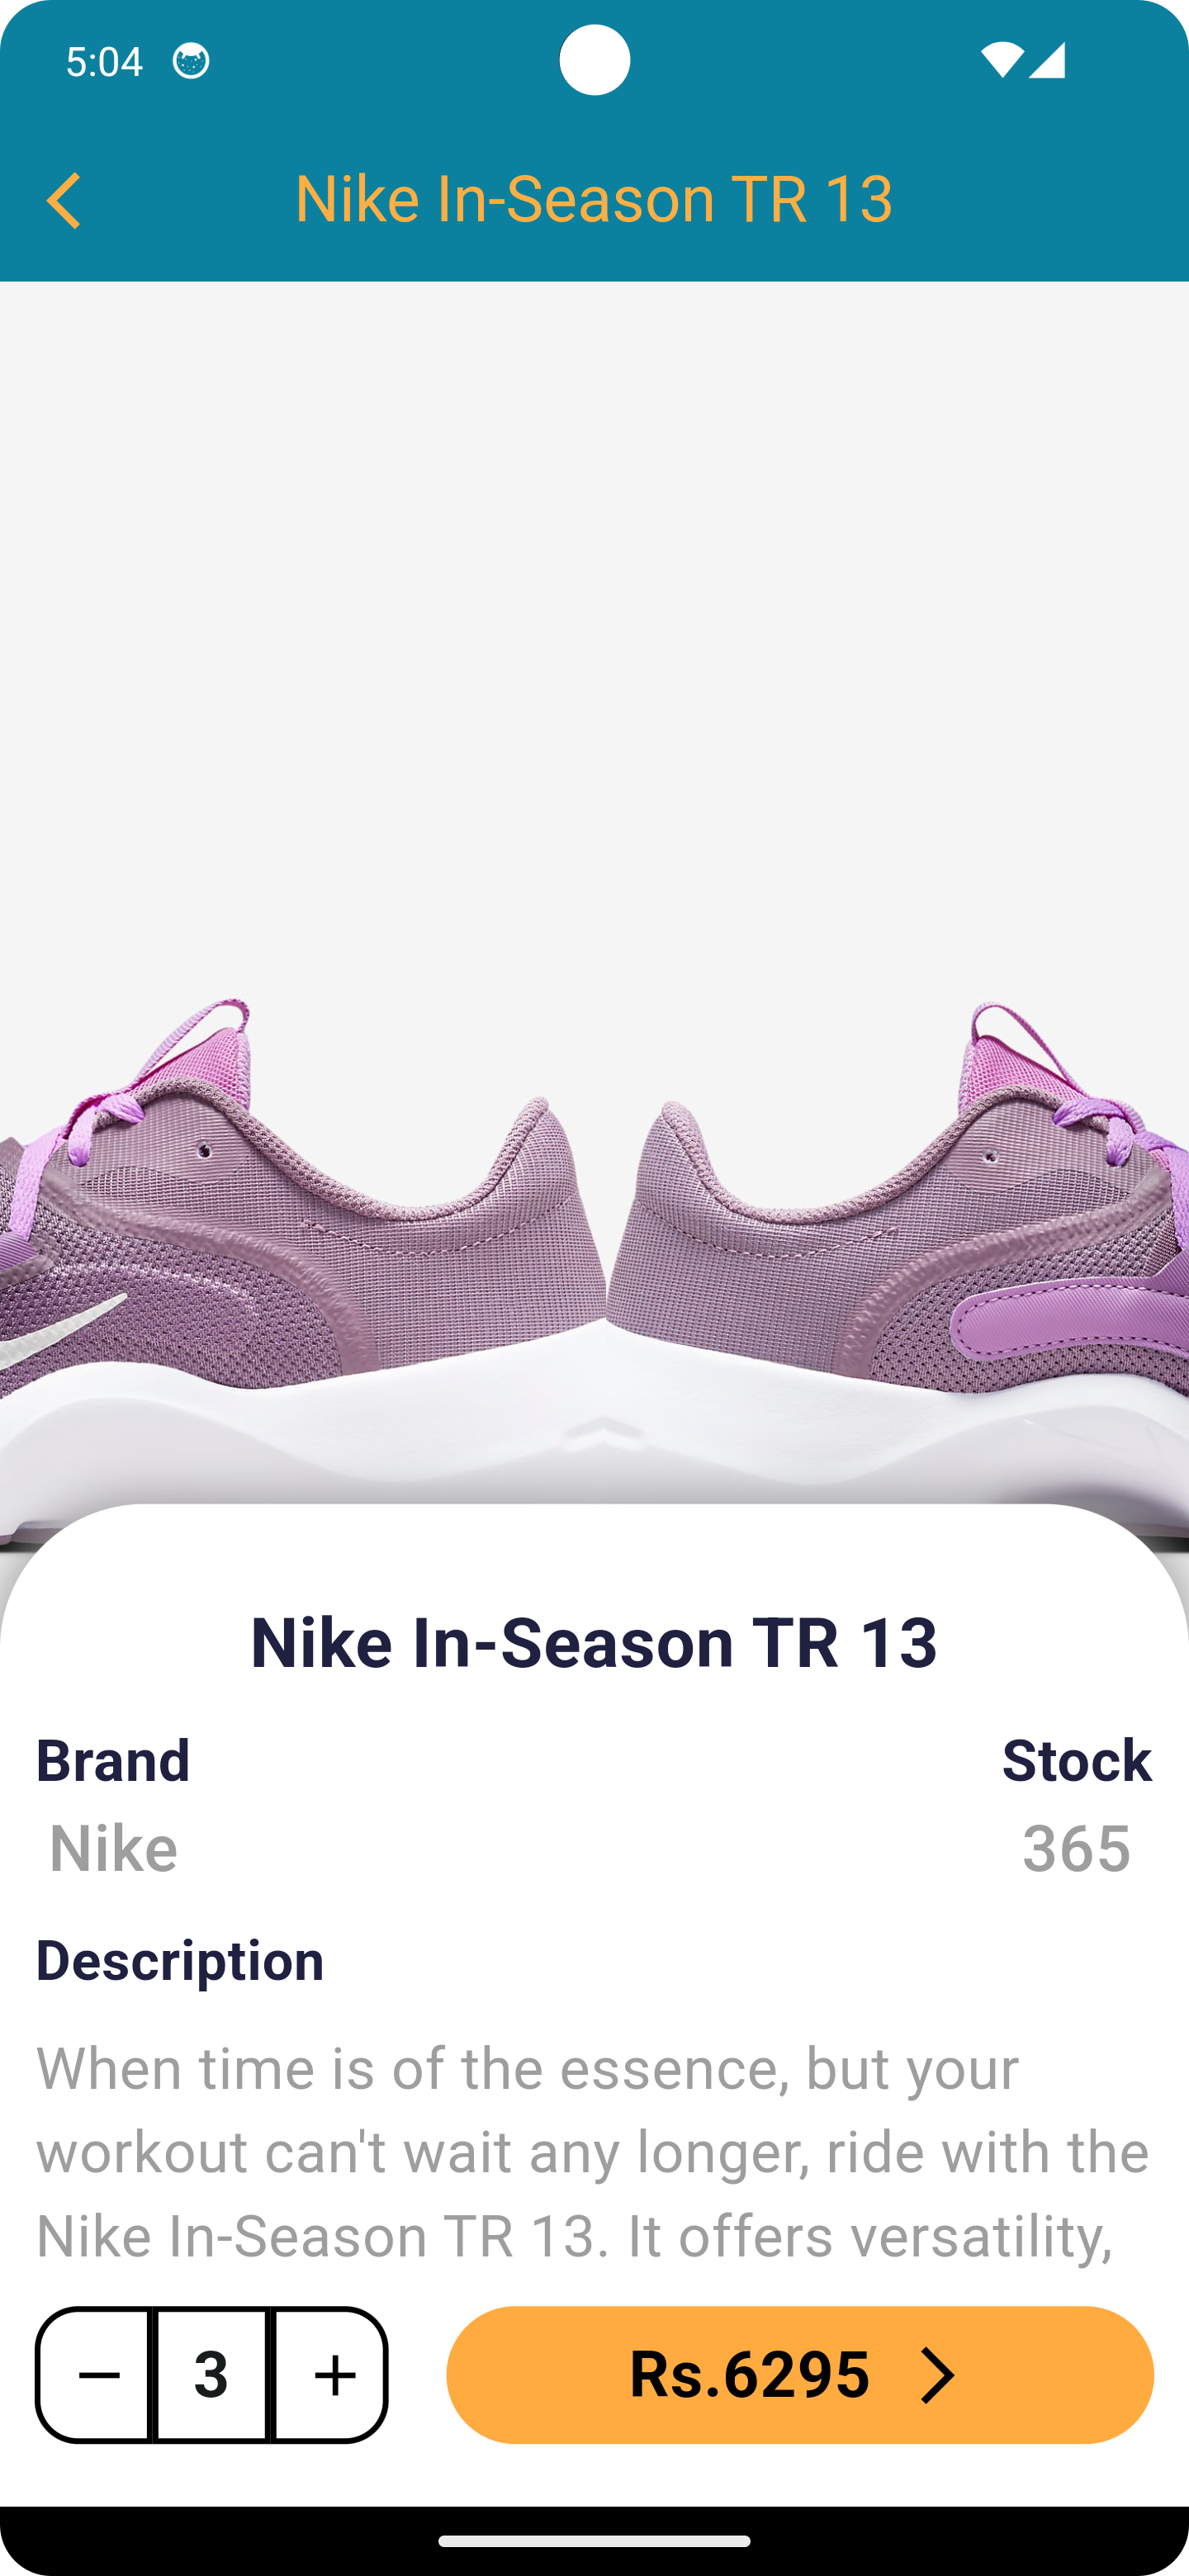 5:04
Nike In-Season TR 13
Nike In-Season TR 13
Brand
Stock
Nike
365
Description
When time is of the essence, but your
workout can't wait any longer, ride with the
Nike In-Season TR 13. It offers versatility,
3
Rs.6295